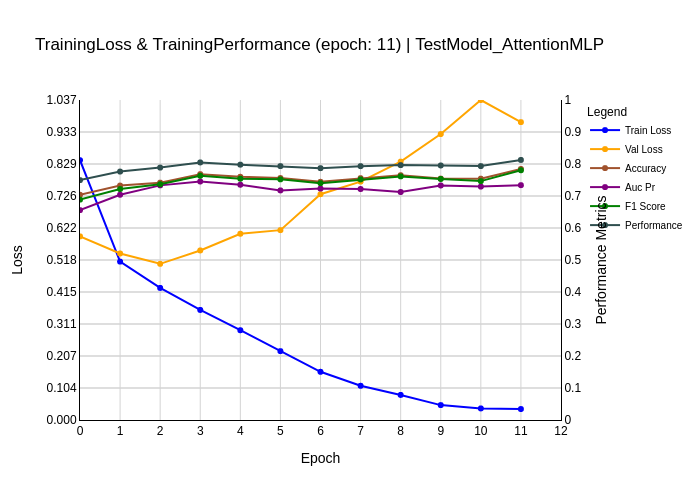 TrainingLoss & TrainingPerformance (epoch: 11) | TestModel_AttentionMLP
Loss
1.037
0.933
0.829
0.726
0.622
0.518
0.415
0.311
0.207
0.104
0.000
0 1 2 3 4 5 6 7 8 9 10 11 12
Epoch
1
0.9
0.8
0.7
0.6
0.5
0.4
0.3
0.2
0.1
0
Performance Metrics
Legend
Train Loss
Val Loss
Accuracy
Auc Pr
F1 Score
Performance